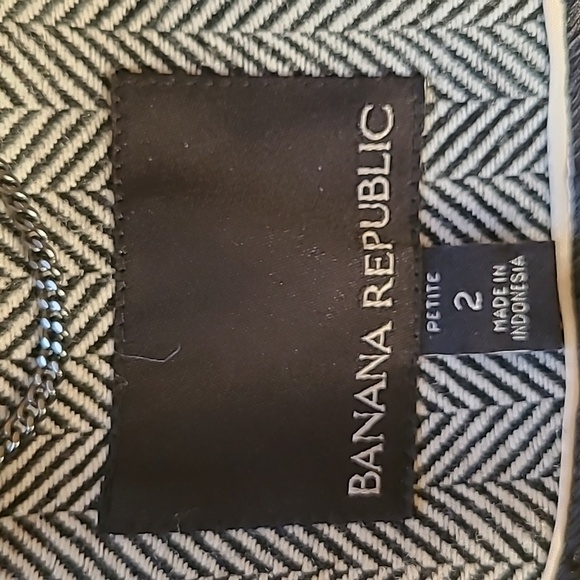 BANANA REPUBLIC
PETITE
2
MADE IN
INDONESIA